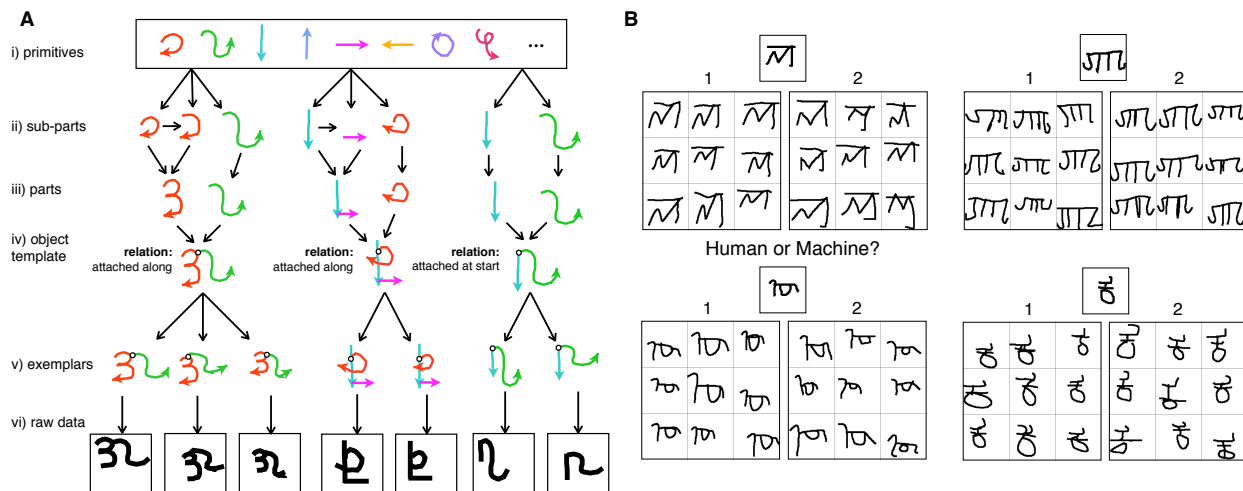 A
i) primitives
...
ii) sub-parts
iii) parts
iv) object
template
relation:
attached along
relation:
attached along
relation:
attached at start
v) exemplars
vi) raw data
B
1 2
1 2
Human or Machine?
1 2
1 2